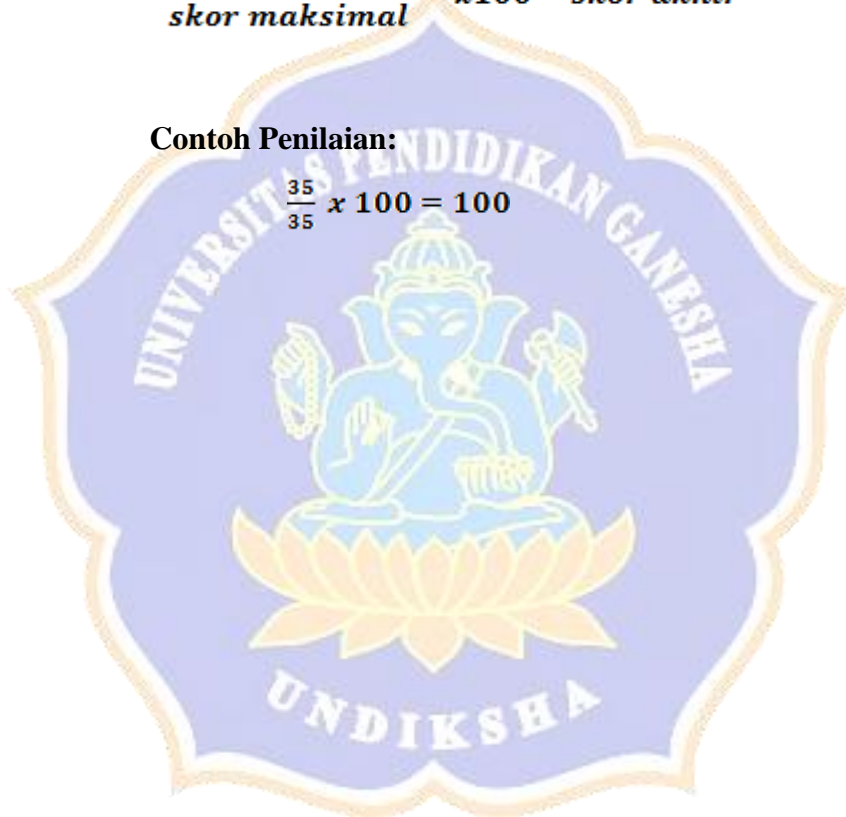 skor maksimal
Contoh Penilaian:
35/35 x 100 = 100
UNIVERSITAS PENDIDIKAN GANESHA
UNDIKSHA